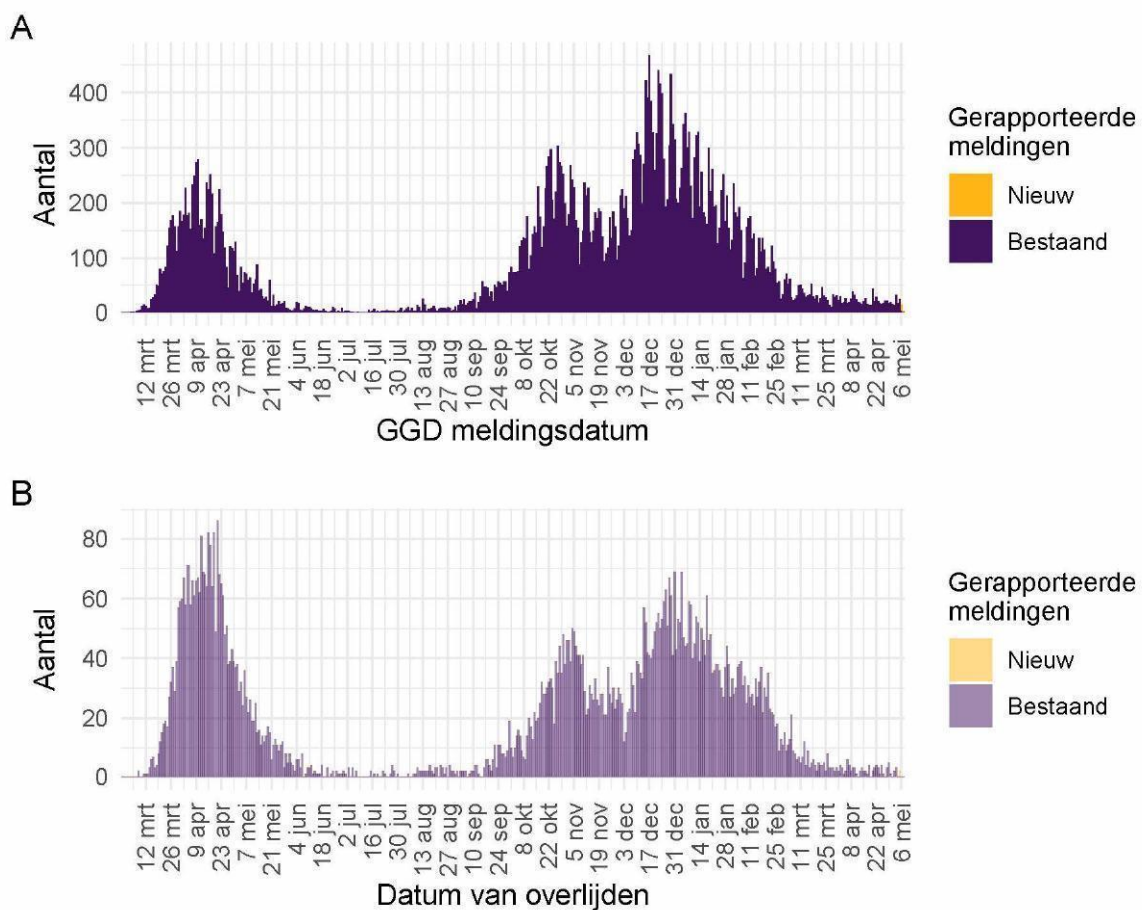 A
Aantal
400
300
200
100
0
12 mrt
26 mrt
9 apr
23 apr
7 mei
21 mei
4 jun
18 jun
2 jul
16 jul
30 jul
13 aug
27 aug
10 sep
24 sep
8 okt
22 okt
5 nov
19 nov
3 dec
17 dec
31 dec
14 jan
28 jan
11 feb
25 feb
11 mrt
25 mrt
8 apr
22 apr
6 mei
GGD meldingsdatum
Gerapporteerde
meldingen
Nieuw
Bestaand
B
Aantal
80
60
40
20
0
12 mrt
26 mrt
9 apr
23 apr
7 mei
21 mei
4 jun
18 jun
2 jul
16 jul
30 jul
13 aug
27 aug
10 sep
24 sep
8 okt
22 okt
5 nov
19 nov
3 dec
17 dec
31 dec
14 jan
28 jan
11 feb
25 feb
11 mrt
25 mrt
8 apr
22 apr
6 mei
Datum van overlijden
Gerapporteerde
meldingen
Nieuw
Bestaand